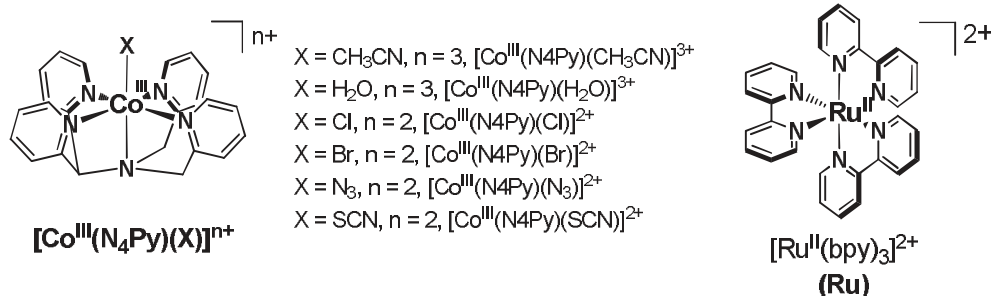 X
n+
III
N
N
Co
N
N
N
[Coᴵᴵᴵ(N₄Py)(X)]ⁿ⁺
X = CH₃CN, n = 3, [Coᴵᴵᴵ(N4Py)(CH₃CN)]³⁺
X = H₂O, n = 3, [Coᴵᴵᴵ(N4Py)(H₂O)]³⁺
X = Cl, n = 2, [Coᴵᴵᴵ(N4Py)(Cl)]²⁺
X = Br, n = 2, [Coᴵᴵᴵ(N4Py)(Br)]²⁺
X = N₃, n = 2, [Coᴵᴵᴵ(N4Py)(N₃)]²⁺
X = SCN, n = 2, [Coᴵᴵᴵ(N4Py)(SCN)]²⁺
2+
N
N
N
Ruᴵᴵ
N
N
N
[Ruᴵᴵ(bpy)₃]²⁺
(Ru)